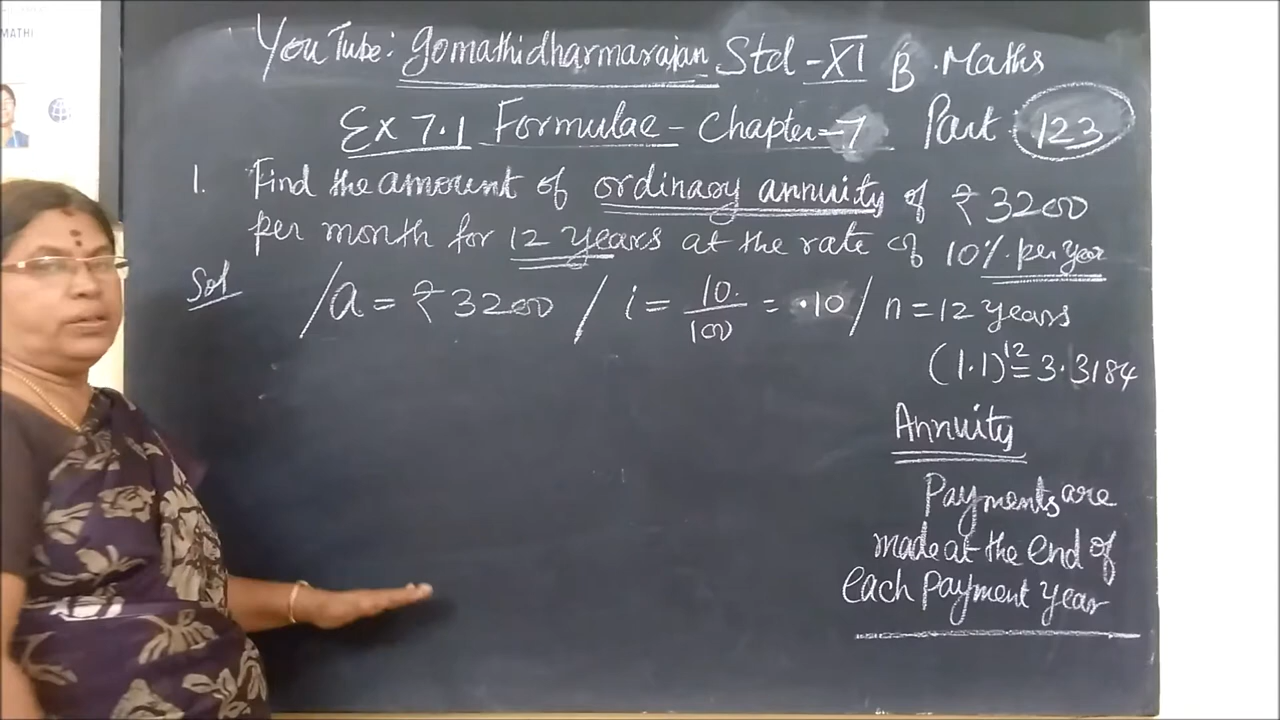 MATHI
YouTube: gomathidharmarajan Std - XI B.Maths
Ex 7.1 Formulae - Chapter-7 Part 123
1. Find the amount of ordinaoy annuity of ₹ 3200
per month for 12 years at the rate of 10% per year
Sol
/a = ₹ 3200 / i = 10/100 = .10 / n = 12 years
(1.1)^12 = 3.3184
Annuity
Payments are
made at the end of
each payment year